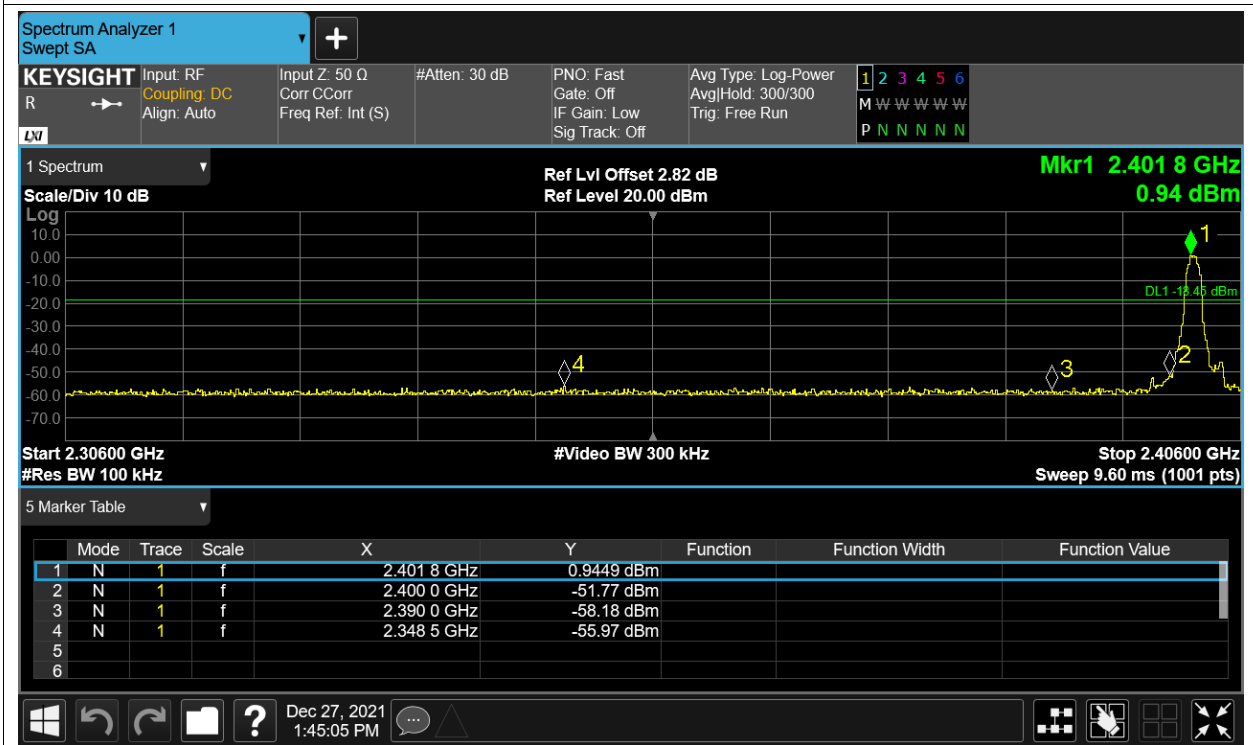 Spectrum Analyzer 1
Swept SA
+
KEYSIGHT Input: RF Input Z: 50 Ω #Atten: 30 dB PNO: Fast Avg Type: Log-Power 1 2 3 4 5 6
R Coupling: DC Corr CCorr Gate: Off Avg|Hold: 300/300 M W W W W W
Align: Auto Freq Ref: Int (S) IF Gain: Low Trig: Free Run
LXI Sig Track: Off P N N N N N
1 Spectrum Ref Lvl Offset 2.82 dB Mkr1 2.401 8 GHz
Scale/Div 10 dB Ref Level 20.00 dBm 0.94 dBm
Log
10.0
1
0.00
-10.0
DL1 -18.45 dBm
-20.0
-30.0
-40.0
4 3 2
-50.0
-60.0
-70.0
Start 2.30600 GHz #Video BW 300 kHz Stop 2.40600 GHz
#Res BW 100 kHz Sweep 9.60 ms (1001 pts)
5 Marker Table
Mode Trace Scale X Y Function Function Width Function Value
1 N 1 f 2.401 8 GHz 0.9449 dBm
2 N 1 f 2.400 0 GHz -51.77 dBm
3 N 1 f 2.390 0 GHz -58.18 dBm
4 N 1 f 2.348 5 GHz -55.97 dBm
5
6
? Dec 27, 2021
1:45:05 PM